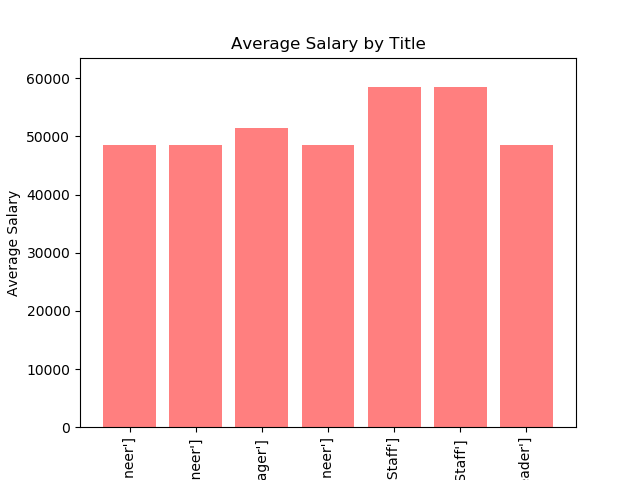 Average Salary by Title
Average Salary
60000
50000
40000
30000
20000
10000
0
neer']
neer']
ager']
neer']
Staff']
Staff']
ader']